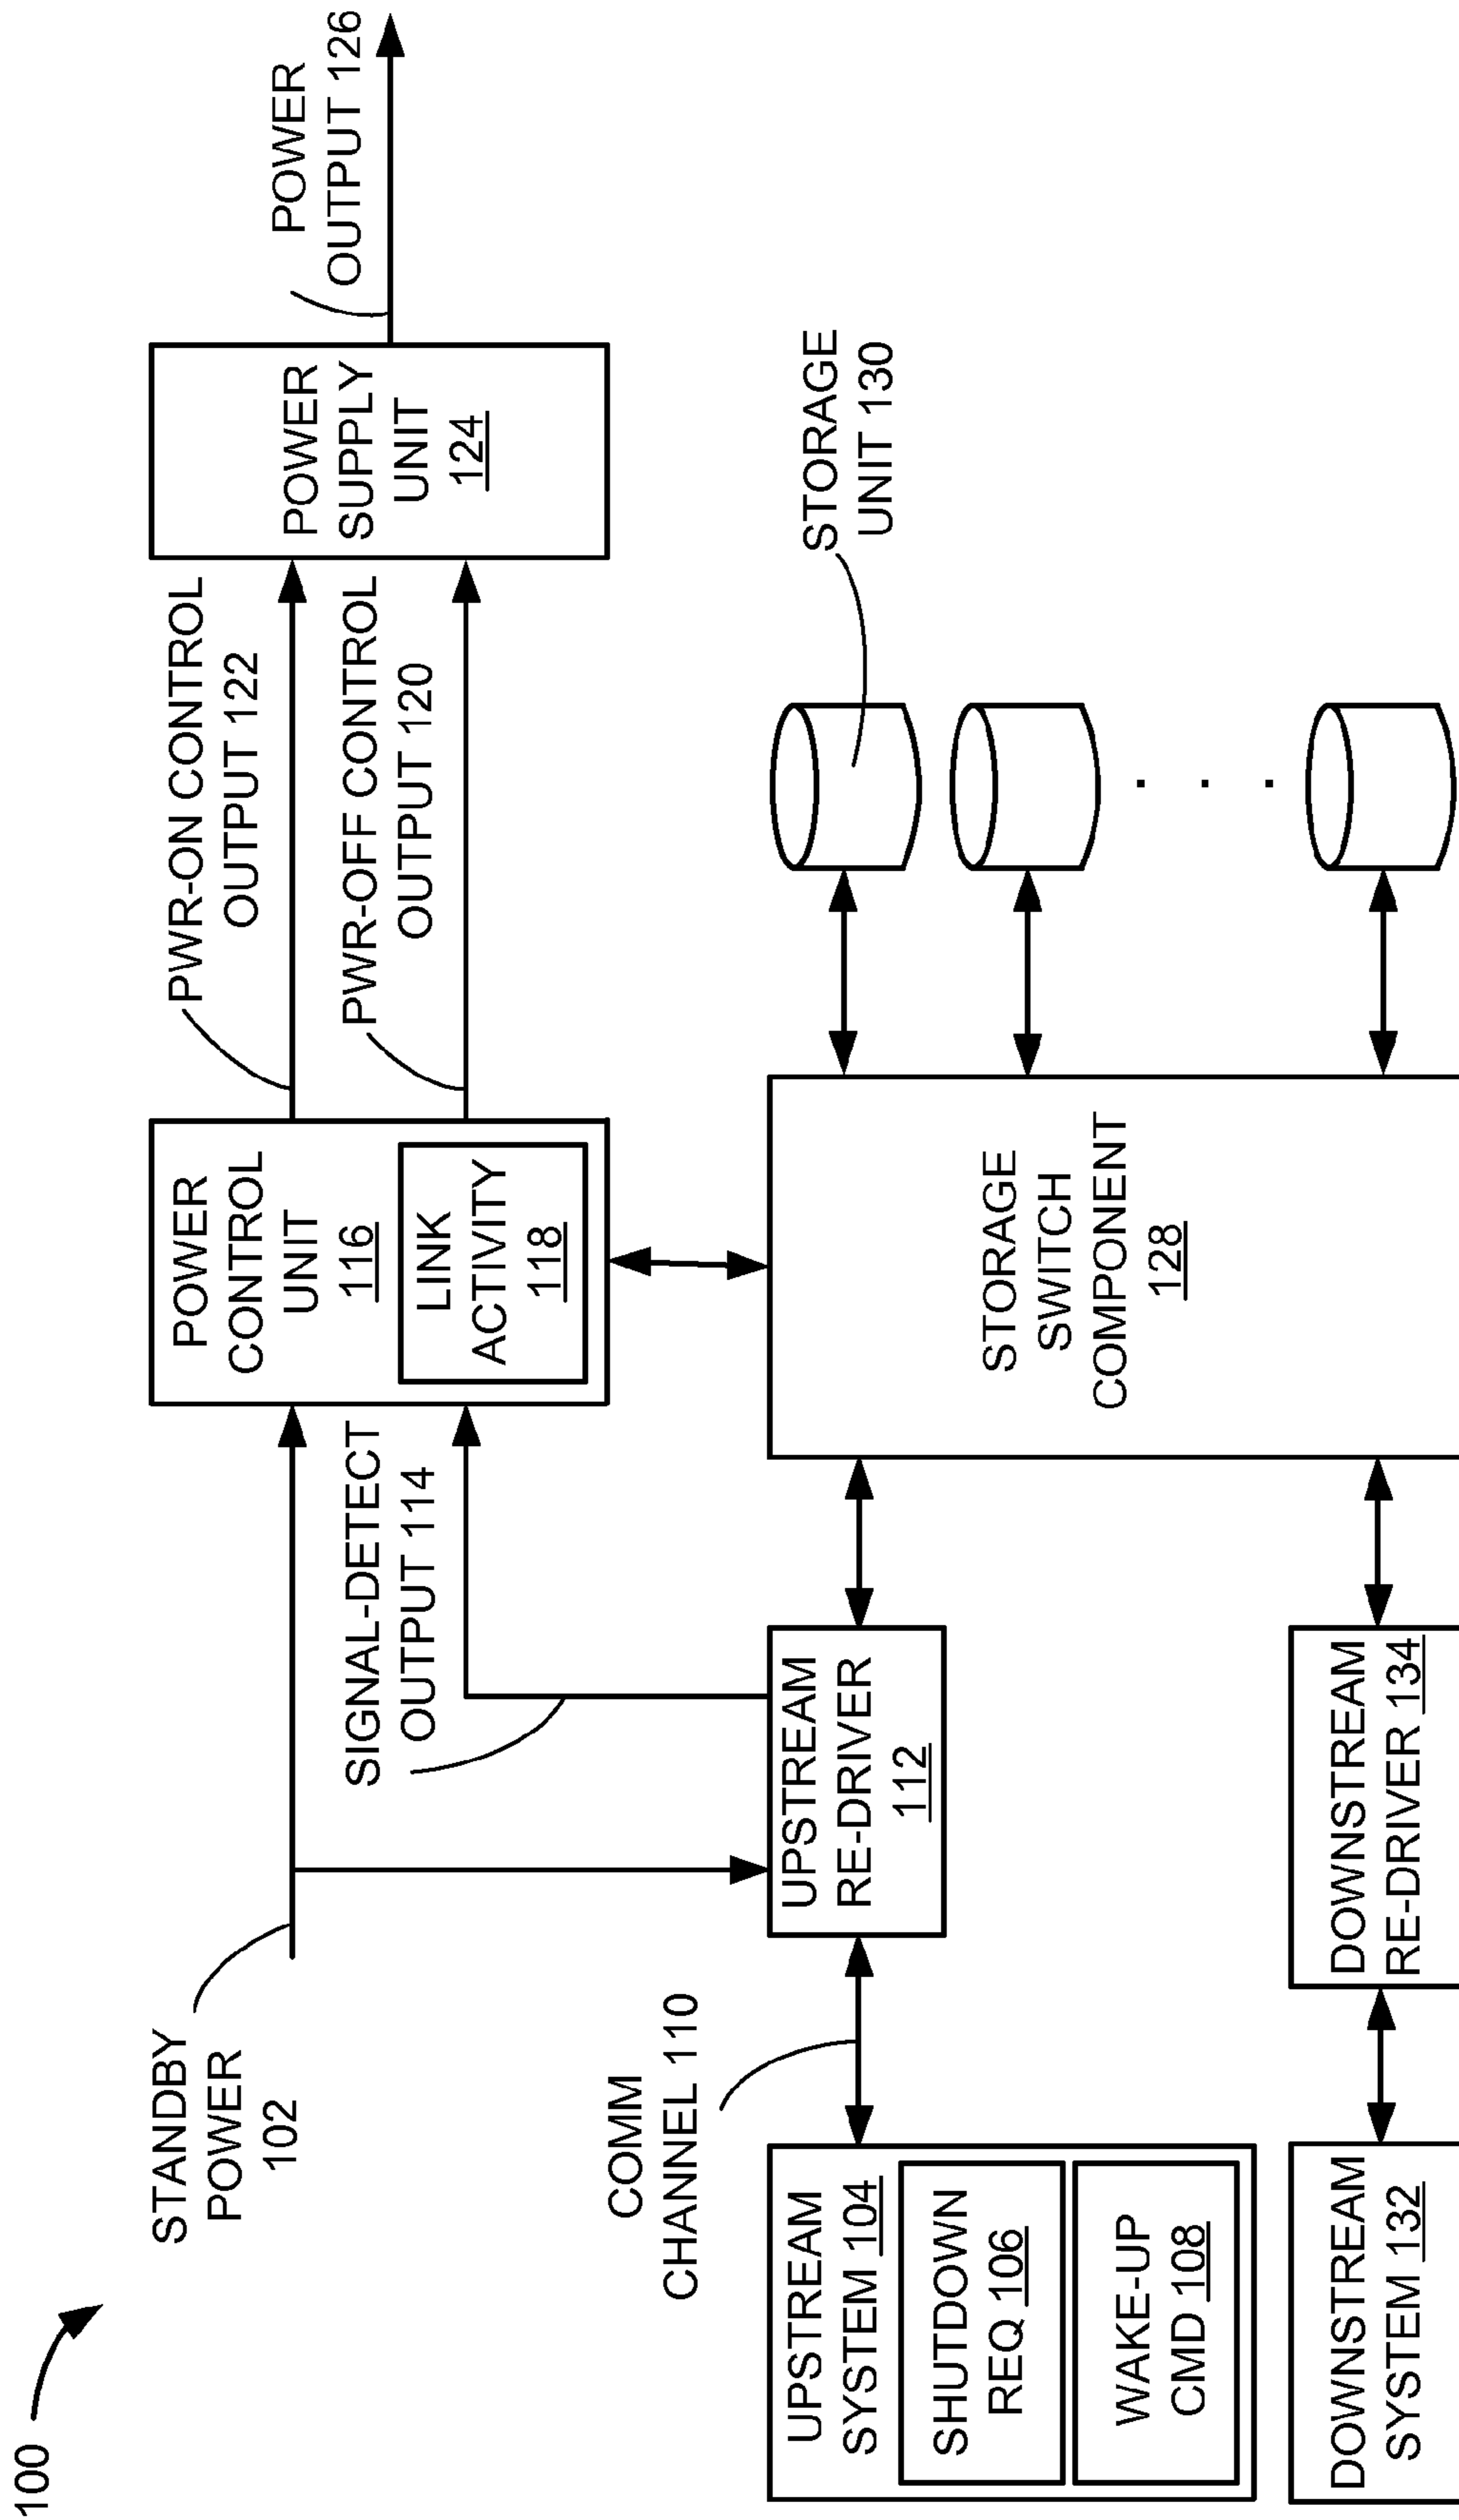 100
STANDBY
POWER
102
SIGNAL-DETECT
OUTPUT 114
POWER
CONTROL
UNIT
116
LINK
ACTIVITY
118
PWR-ON CONTROL
OUTPUT 122
PWR-OFF CONTROL
OUTPUT 120
POWER
SUPPLY
UNIT
124
POWER
OUTPUT 126
COMM
CHANNEL 110
UPSTREAM
SYSTEM 104
SHUTDOWN
REQ 106
WAKE-UP
CMD 108
UPSTREAM
RE-DRIVER
112
STORAGE
SWITCH
COMPONENT
128
STORAGE
UNIT 130
DOWNSTREAM
SYSTEM 132
DOWNSTREAM
RE-DRIVER 134